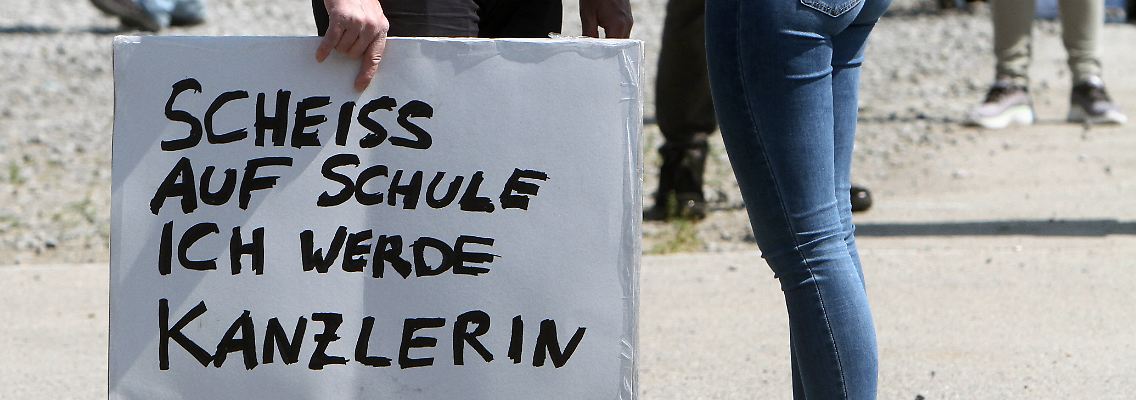 SCHEISS
AUF SCHULE
ICH WERDE
KANZLERIN